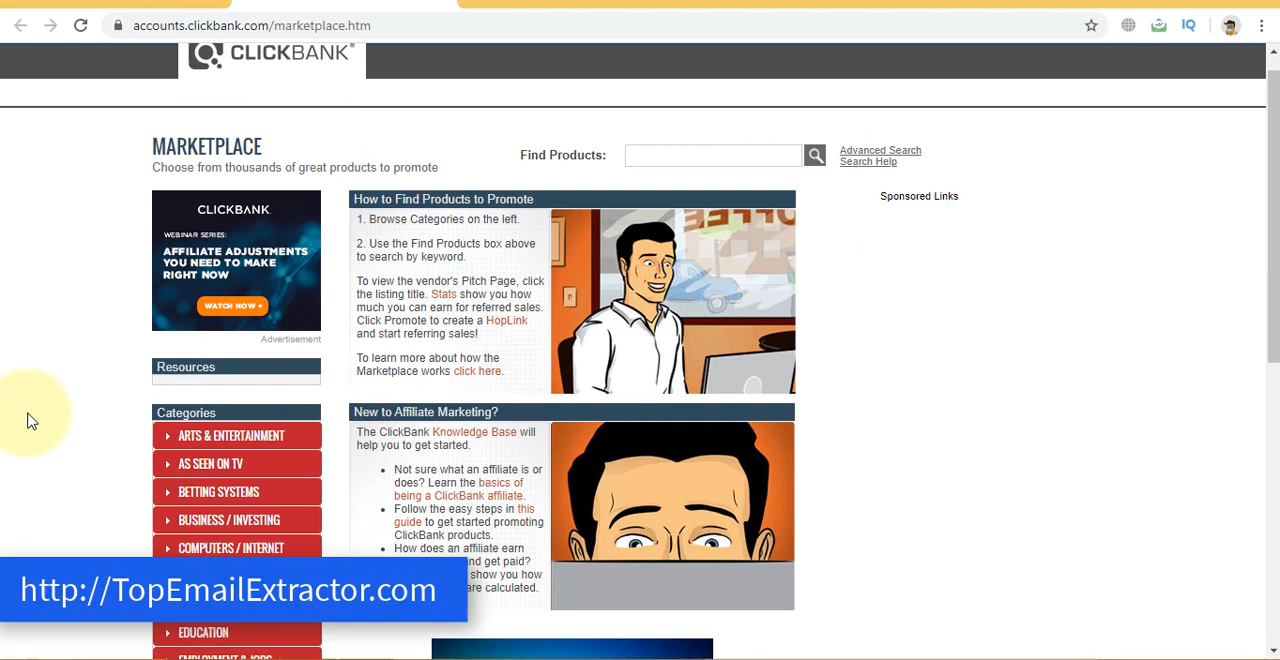 accounts.clickbank.com/marketplace.htm
IQ
CLICKBANK®
MARKETPLACE
Choose from thousands of great products to promote
Find Products:
Advanced Search
Search Help
CLICKBANK.
WEBINAR SERIES:
AFFILIATE ADJUSTMENTS
YOU NEED TO MAKE
RIGHT NOW
WATCH NOW
Advertisement
Resources
Categories
ARTS & ENTERTAINMENT
AS SEEN ON TV
BETTING SYSTEMS
BUSINESS / INVESTING
COMPUTERS / INTERNET
EDUCATION
EMPLOYMENT & JOBS
How to Find Products to Promote
1. Browse Categories on the left.
2. Use the Find Products box above
to search by keyword.
To view the vendor's Pitch Page, click
the listing title. Stats show you how
much you can earn for referred sales.
Click Promote to create a HopLink
and start referring sales!
To learn more about how the
Marketplace works click here.
COFFEE
New to Affiliate Marketing?
The ClickBank Knowledge Base will
help you to get started.
• Not sure what an affiliate is or
does? Learn the basics of
being a ClickBank affiliate.
• Follow the easy steps in this
guide to get started promoting
ClickBank products.
• How does an affiliate earn
and get paid?
show you how
are calculated.
Sponsored Links
http://TopEmailExtractor.com